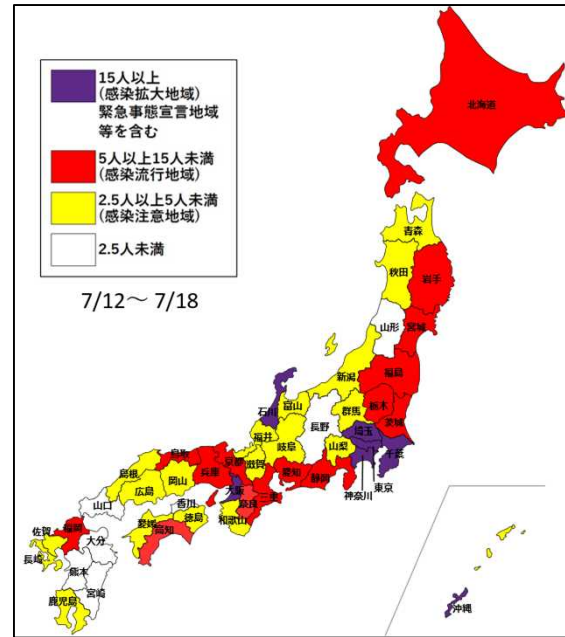 15人以上
(感染拡大地域)
緊急事態宣言地域
等を含む
5人以上15人未満
(感染流行地域)
2.5人以上5人未満
(感染注意地域)
2.5人未満
7/12～ 7/18
北海道
青森
秋田
岩手
山形
宮城
新潟
福島
石川
富山
群馬
栃木
茨城
福井
長野
埼玉
岐阜
山梨
千葉
東京
神奈川
鳥取
京都
滋賀
愛知
静岡
島根
岡山
兵庫
広島
大阪
奈良
三重
山口
香川
和歌山
愛媛
徳島
高知
佐賀
福岡
大分
長崎
熊本
宮崎
鹿児島
沖縄